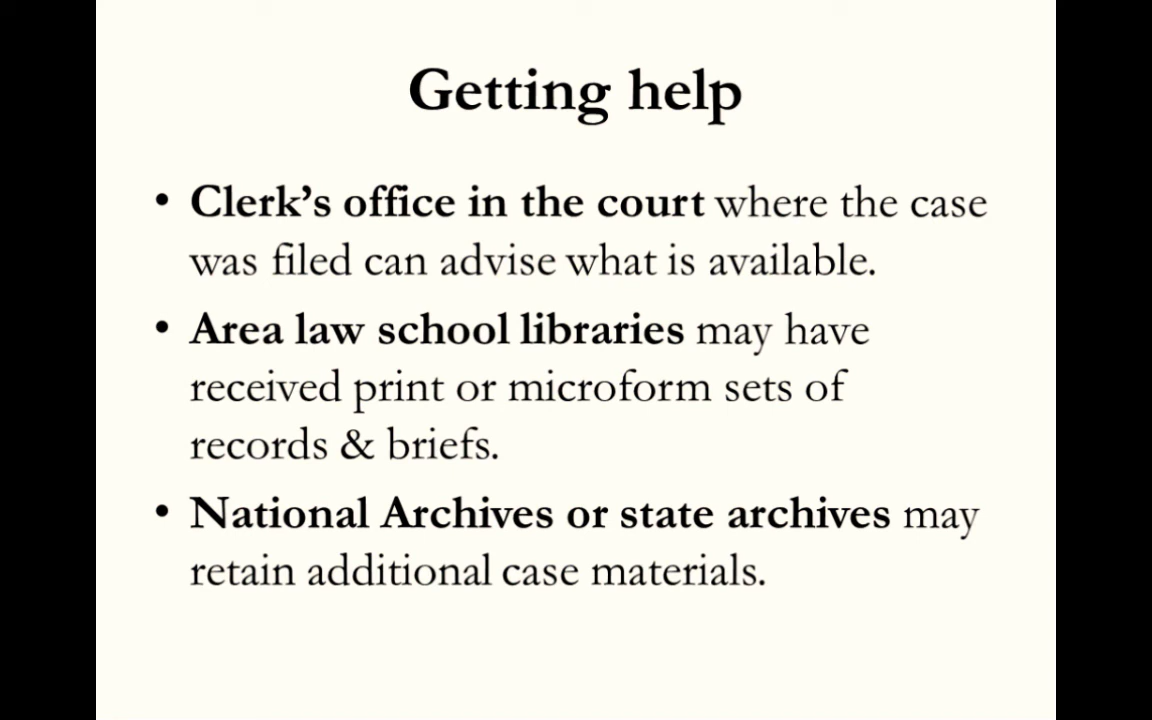 Getting help
• Clerk’s office in the court where the case
was filed can advise what is available.
• Area law school libraries may have
received print or microform sets of
records & briefs.
• National Archives or state archives may
retain additional case materials.